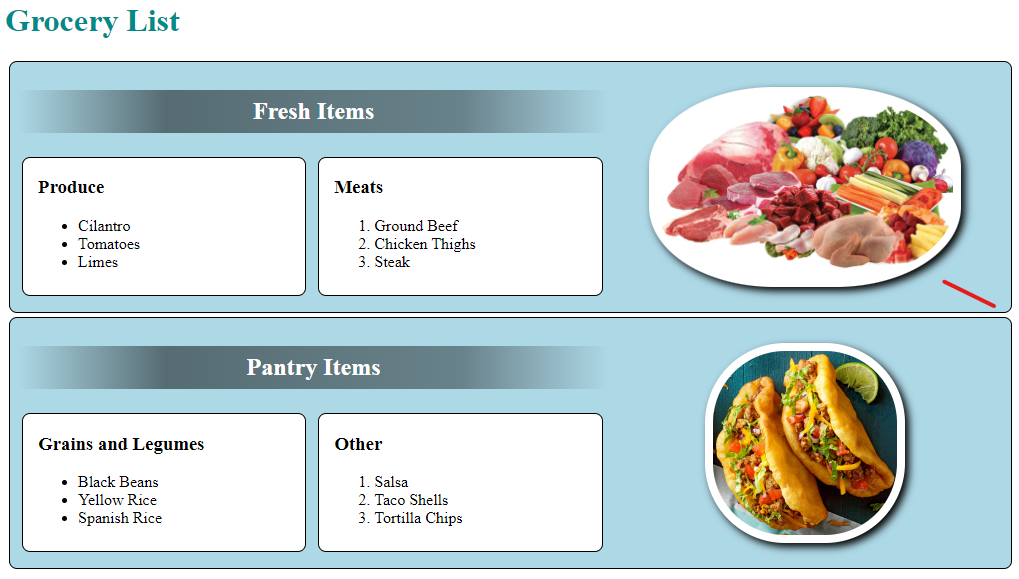 Grocery List
Fresh Items
Produce
• Cilantro
• Tomatoes
• Limes
Meats
1. Ground Beef
2. Chicken Thighs
3. Steak
Pantry Items
Grains and Legumes
• Black Beans
• Yellow Rice
• Spanish Rice
Other
1. Salsa
2. Taco Shells
3. Tortilla Chips